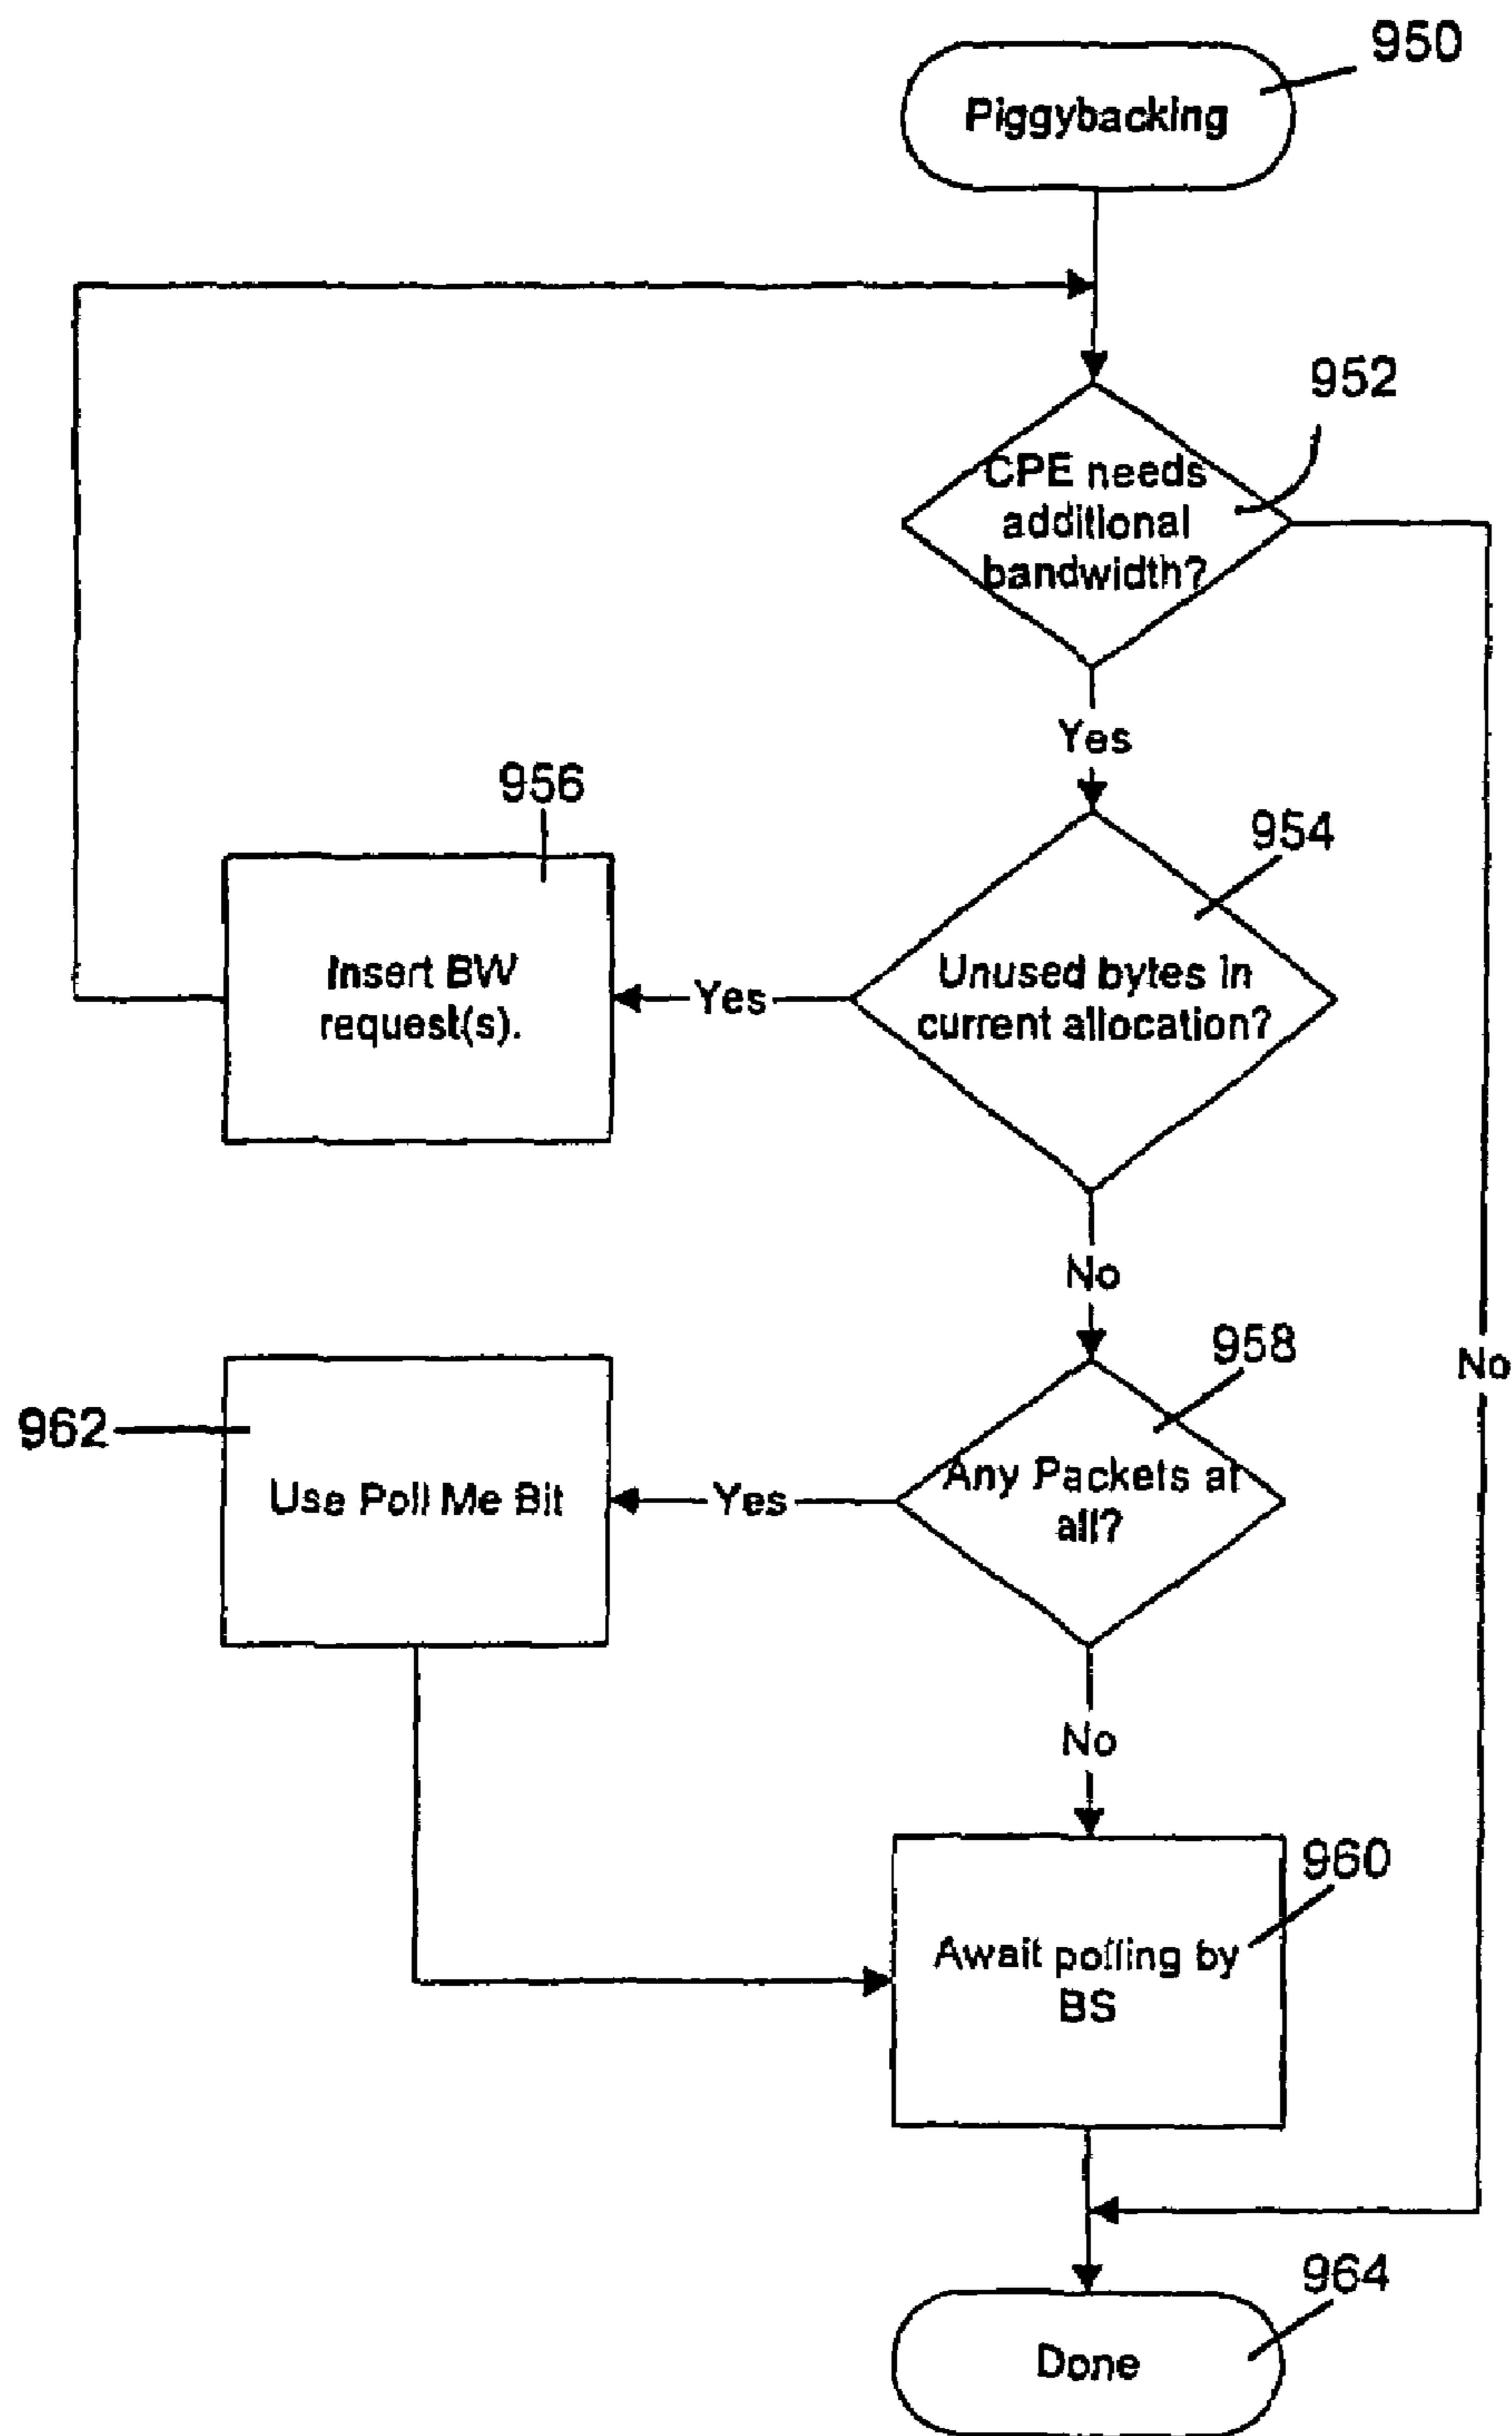 950
Piggybacking
952
CPE needs
additional
bandwidth?
Yes
956
954
Insert BW
request(s).
Yes
Unused bytes in
current allocation?
No
958
No
962
Use Poll Me Bit
Yes
Any Packets at
all?
No
960
Await polling by
BS
964
Done